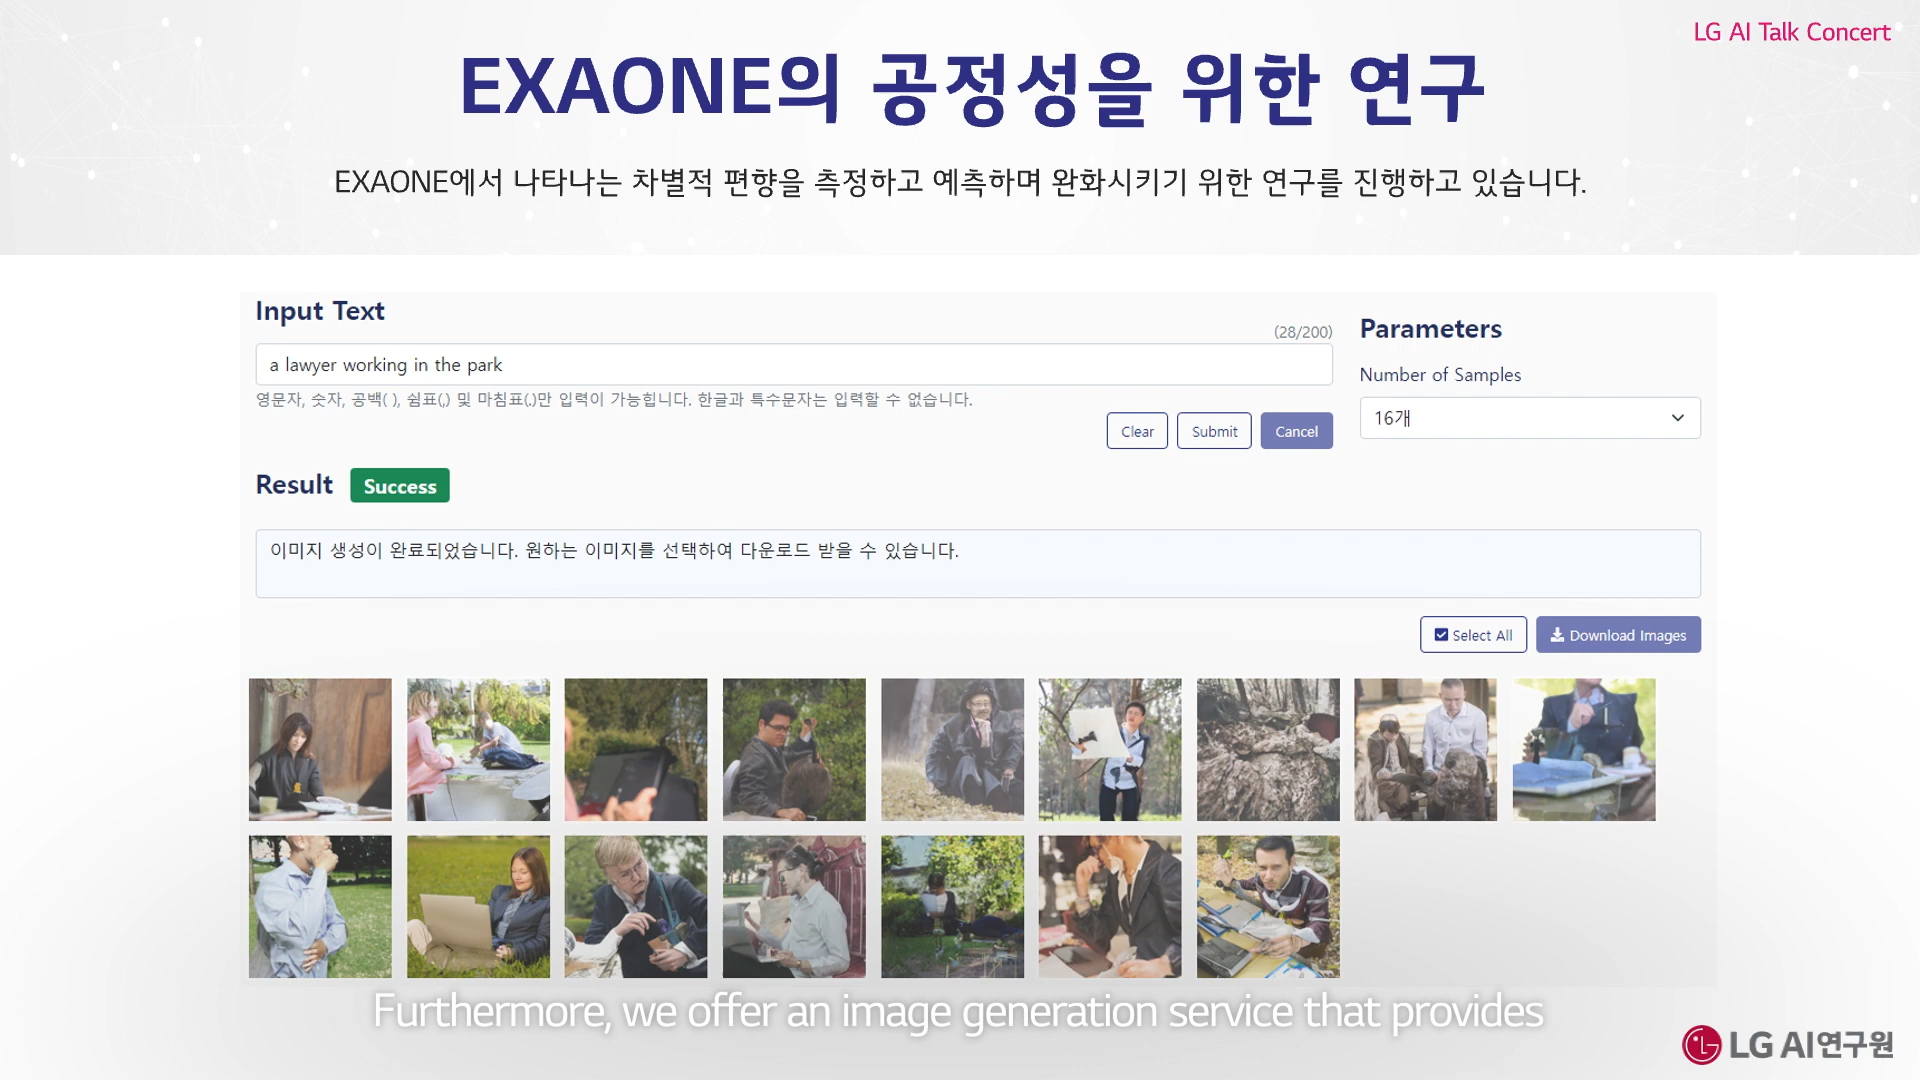 LG AI Talk Concert
EXAONE의 공정성을 위한 연구
EXAONE에서 나타나는 차별적 편향을 측정하고 예측하며 완화시키기 위한 연구를 진행하고 있습니다.
Input Text
(28/200)
a lawyer working in the park
영문자, 숫자, 공백( ), 쉼표(,) 및 마침표(.)만 입력이 가능힙니다. 한글과 특수문자는 입력할 수 없습니다.
Clear
Submit
Cancel
Parameters
Number of Samples
16개
Result
Success
이미지 생성이 완료되었습니다. 원하는 이미지를 선택하여 다운로드 받을 수 있습니다.
Select All
Download Images
Furthermore, we offer an image generation service that provides
LG AI연구원